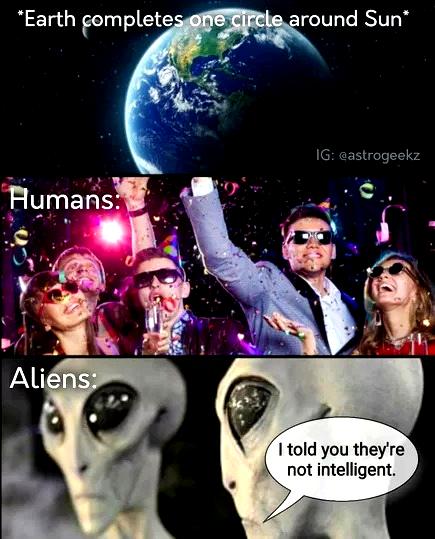 *Earth completes one circle around Sun*
IG: @astrogeekz
Humans:
Aliens:
I told you they're
not intelligent.